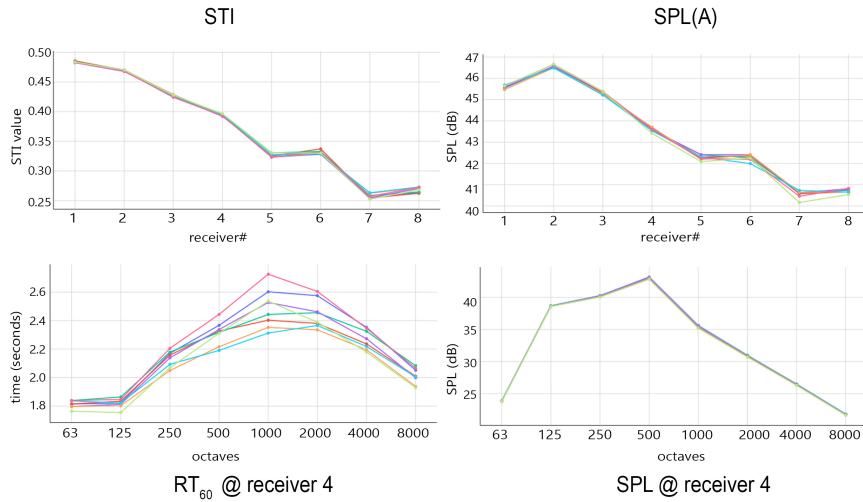 STI
SPL(A)
0.50
0.45
0.40
0.35
0.30
0.25
STI value
1 2 3 4 5 6 7 8
receiver#
47
46
45
44
43
42
41
40
SPL (dB)
1 2 3 4 5 6 7 8
receiver#
2.6
2.4
2.2
2.0
1.8
time (seconds)
63 125 250 500 1000 2000 4000 8000
octaves
40
35
30
25
SPL (dB)
63 125 250 500 1000 2000 4000 8000
octaves
RT60 @ receiver 4
SPL @ receiver 4